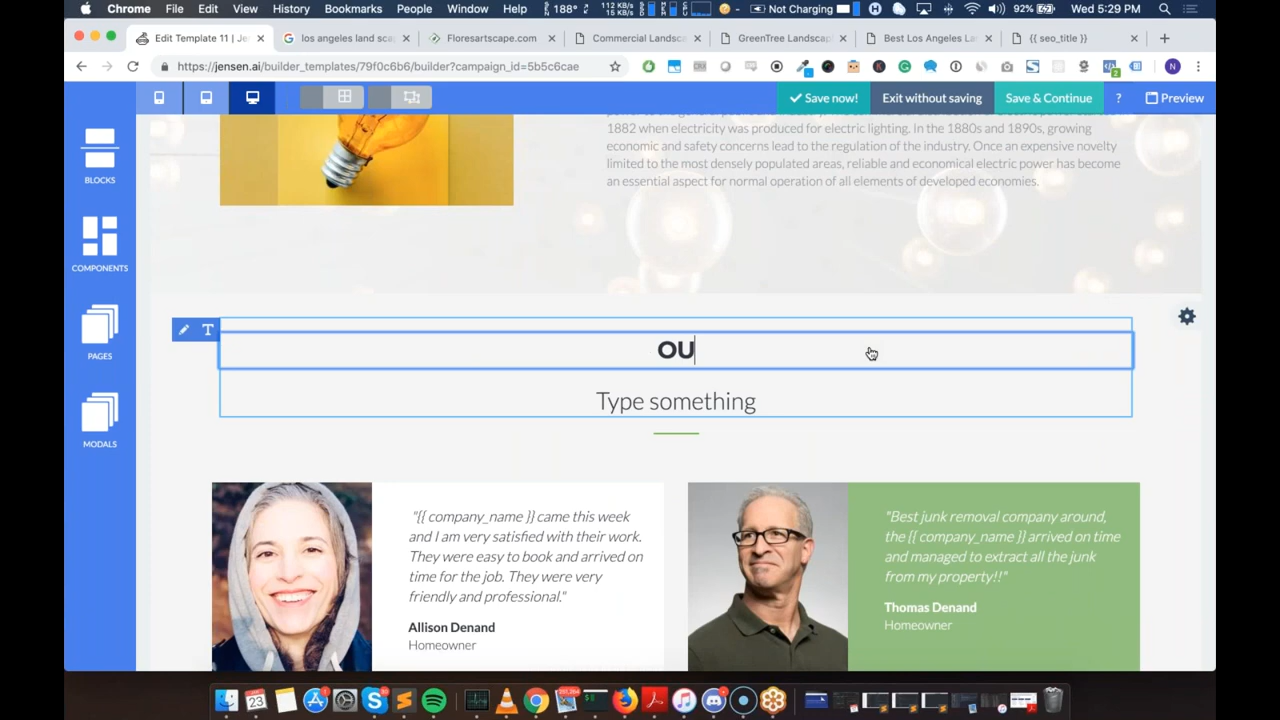 Chrome File Edit View History Bookmarks People Window Help 188° 112 KB/s 15 KB/s Not Charging 92% Wed 5:29 PM
Edit Template 11 | Je
los angeles land sca
Floresartscape.com
Commercial Landsc
GreenTree Landscap
Best Los Angeles La
{{ seo_title }}
https://jensen.ai/builder_templates/79f0c6b6/builder?campaign_id=5b5c6cae
Save now! Exit without saving Save & Continue ? Preview
BLOCKS
COMPONENTS
PAGES
MODALS
1882 when electricity was produced for electric lighting. In the 1880s and 1890s, growing
economic and safety concerns lead to the regulation of the industry. Once an expensive novelty
limited to the most densely populated areas, reliable and economical electric power has become
an essential aspect for normal operation of all elements of developed economies.
T
OU
Type something
"{{ company_name }} came this week
and I am very satisfied with their work.
They were easy to book and arrived on
time for the job. They were very
friendly and professional."
Allison Denand
Homeowner
"Best junk removal company around,
the {{ company_name }} arrived on time
and managed to extract all the junk
from my property!!"
Thomas Denand
Homeowner
23